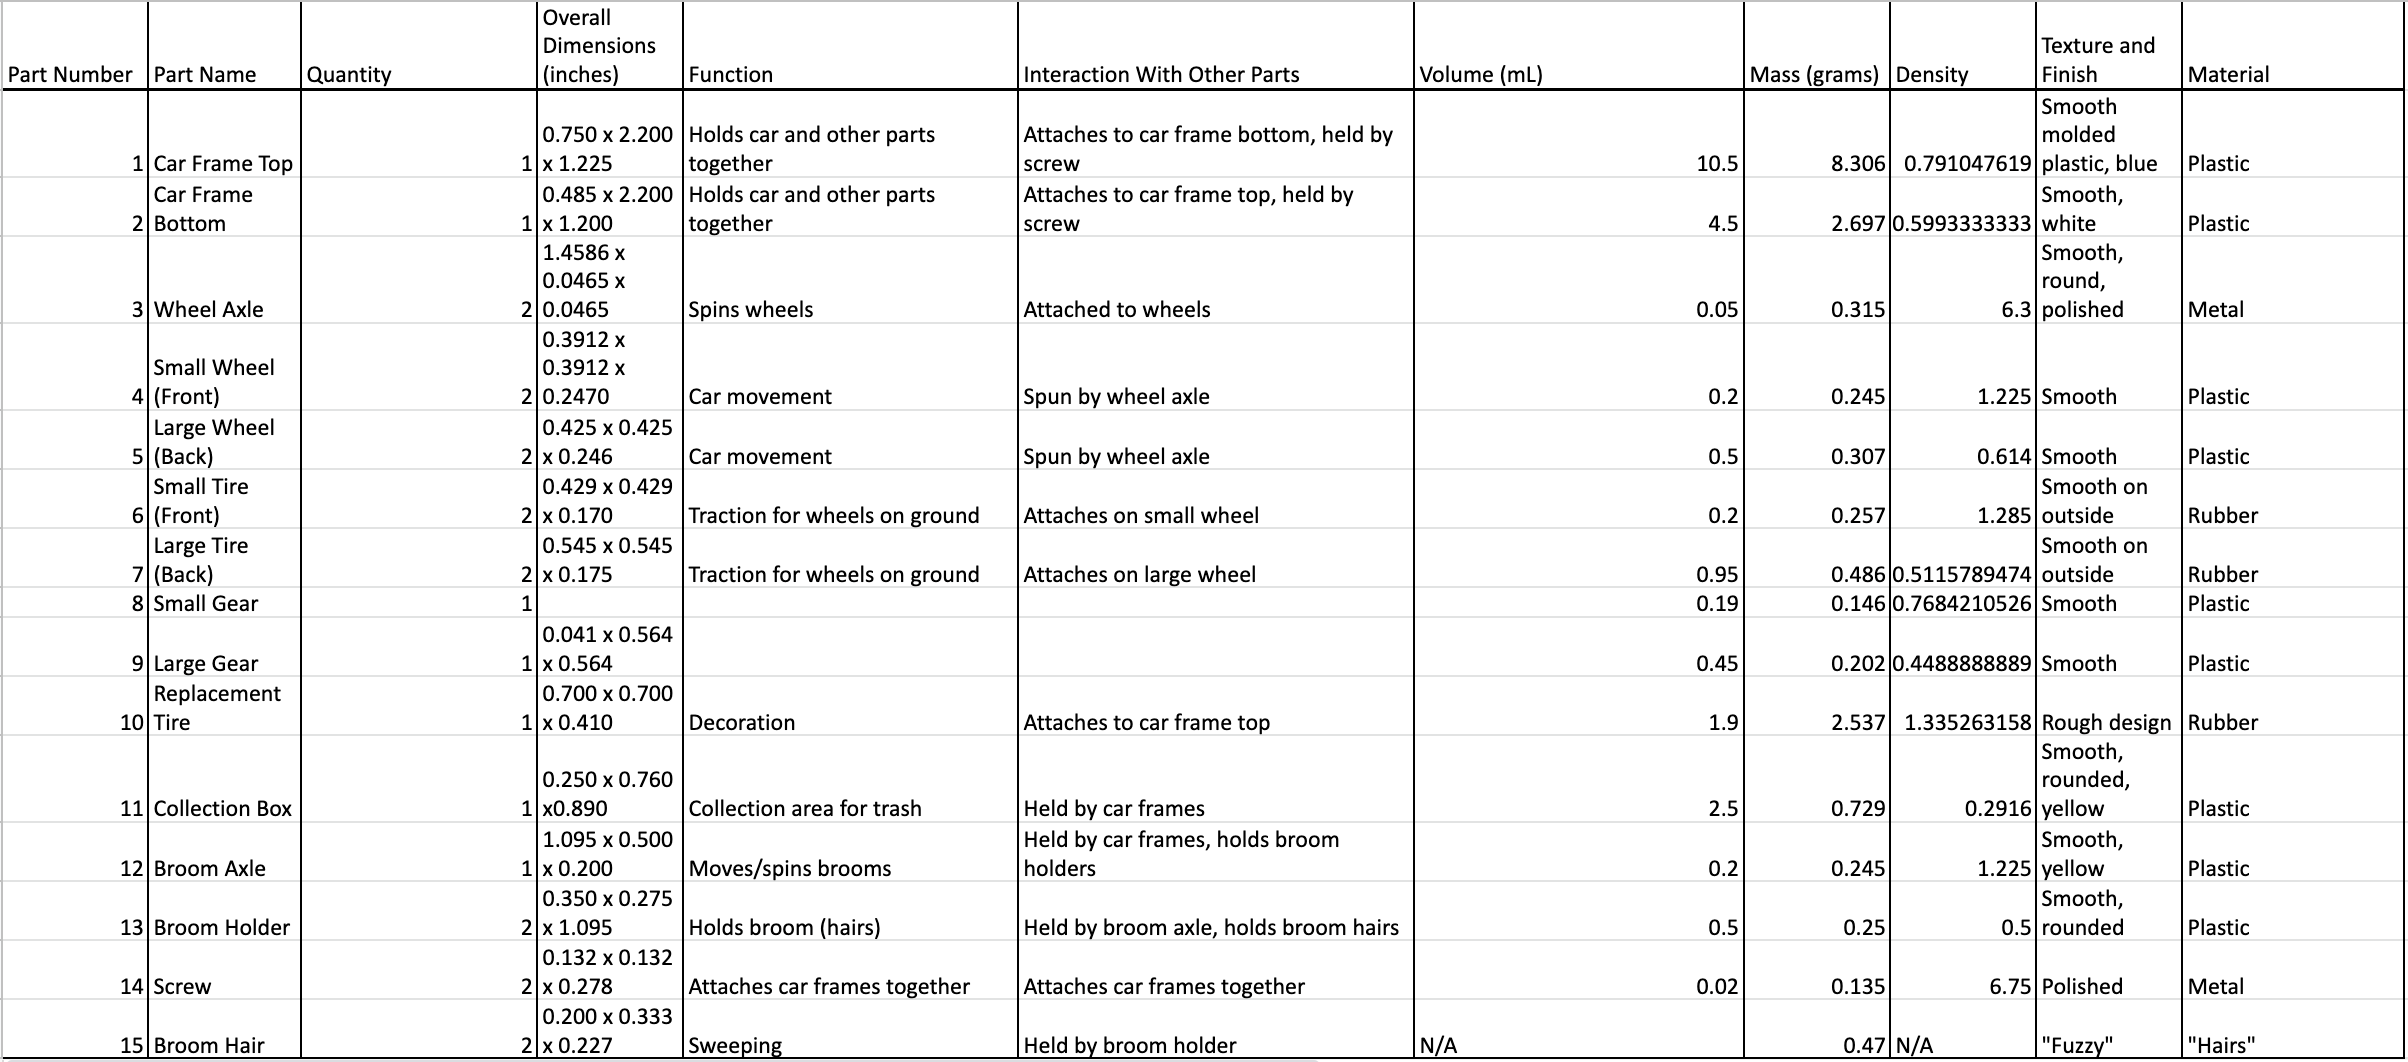 Part Number Part Name Quantity Overall Dimensions (inches) Function Interaction With Other Parts Volume (mL) Mass (grams) Density Texture and Finish Material
1 Car Frame Top 1 0.750 x 2.200 x 1.225 Holds car and other parts together Attaches to car frame bottom, held by screw 10.5 8.306 0.791047619 Smooth molded plastic, blue Plastic
2 Car Frame Bottom 1 0.485 x 2.200 x 1.200 Holds car and other parts together Attaches to car frame top, held by screw 4.5 2.697 0.5993333333 Smooth, white Plastic
3 Wheel Axle 2 1.4586 x 0.0465 x 0.0465 Spins wheels Attached to wheels 0.05 0.315 6.3 Smooth, round, polished Metal
4 Small Wheel (Front) 2 0.3912 x 0.3912 x 0.2470 Car movement Spun by wheel axle 0.2 0.245 1.225 Smooth Plastic
5 Large Wheel (Back) 2 0.425 x 0.425 x 0.246 Car movement Spun by wheel axle 0.5 0.307 0.614 Smooth Plastic
6 Small Tire (Front) 2 0.429 x 0.429 x 0.170 Traction for wheels on ground Attaches on small wheel 0.2 0.257 1.285 Smooth on outside Rubber
7 Large Tire (Back) 2 0.545 x 0.545 x 0.175 Traction for wheels on ground Attaches on large wheel 0.95 0.486 0.5115789474 Smooth on outside Rubber
8 Small Gear 1 0.19 0.146 0.7684210526 Smooth Plastic
9 Large Gear 1 0.041 x 0.564 x 0.564 0.45 0.202 0.4488888889 Smooth Plastic
10 Replacement Tire 1 0.700 x 0.700 x 0.410 Decoration Attaches to car frame top 1.9 2.537 1.335263158 Rough design Rubber
11 Collection Box 1 0.250 x 0.760 x0.890 Collection area for trash Held by car frames 2.5 0.729 0.2916 Smooth, rounded, yellow Plastic
12 Broom Axle 1 1.095 x 0.500 x 0.200 Moves/spins brooms Held by car frames, holds broom holders 0.2 0.245 1.225 Smooth, yellow Plastic
13 Broom Holder 2 0.350 x 0.275 x 1.095 Holds broom (hairs) Held by broom axle, holds broom hairs 0.5 0.25 0.5 Smooth, rounded Plastic
14 Screw 2 0.132 x 0.132 x 0.278 Attaches car frames together Attaches car frames together 0.02 0.135 6.75 Polished Metal
15 Broom Hair 2 0.200 x 0.333 x 0.227 Sweeping Held by broom holder N/A 0.47 N/A "Fuzzy" "Hairs"